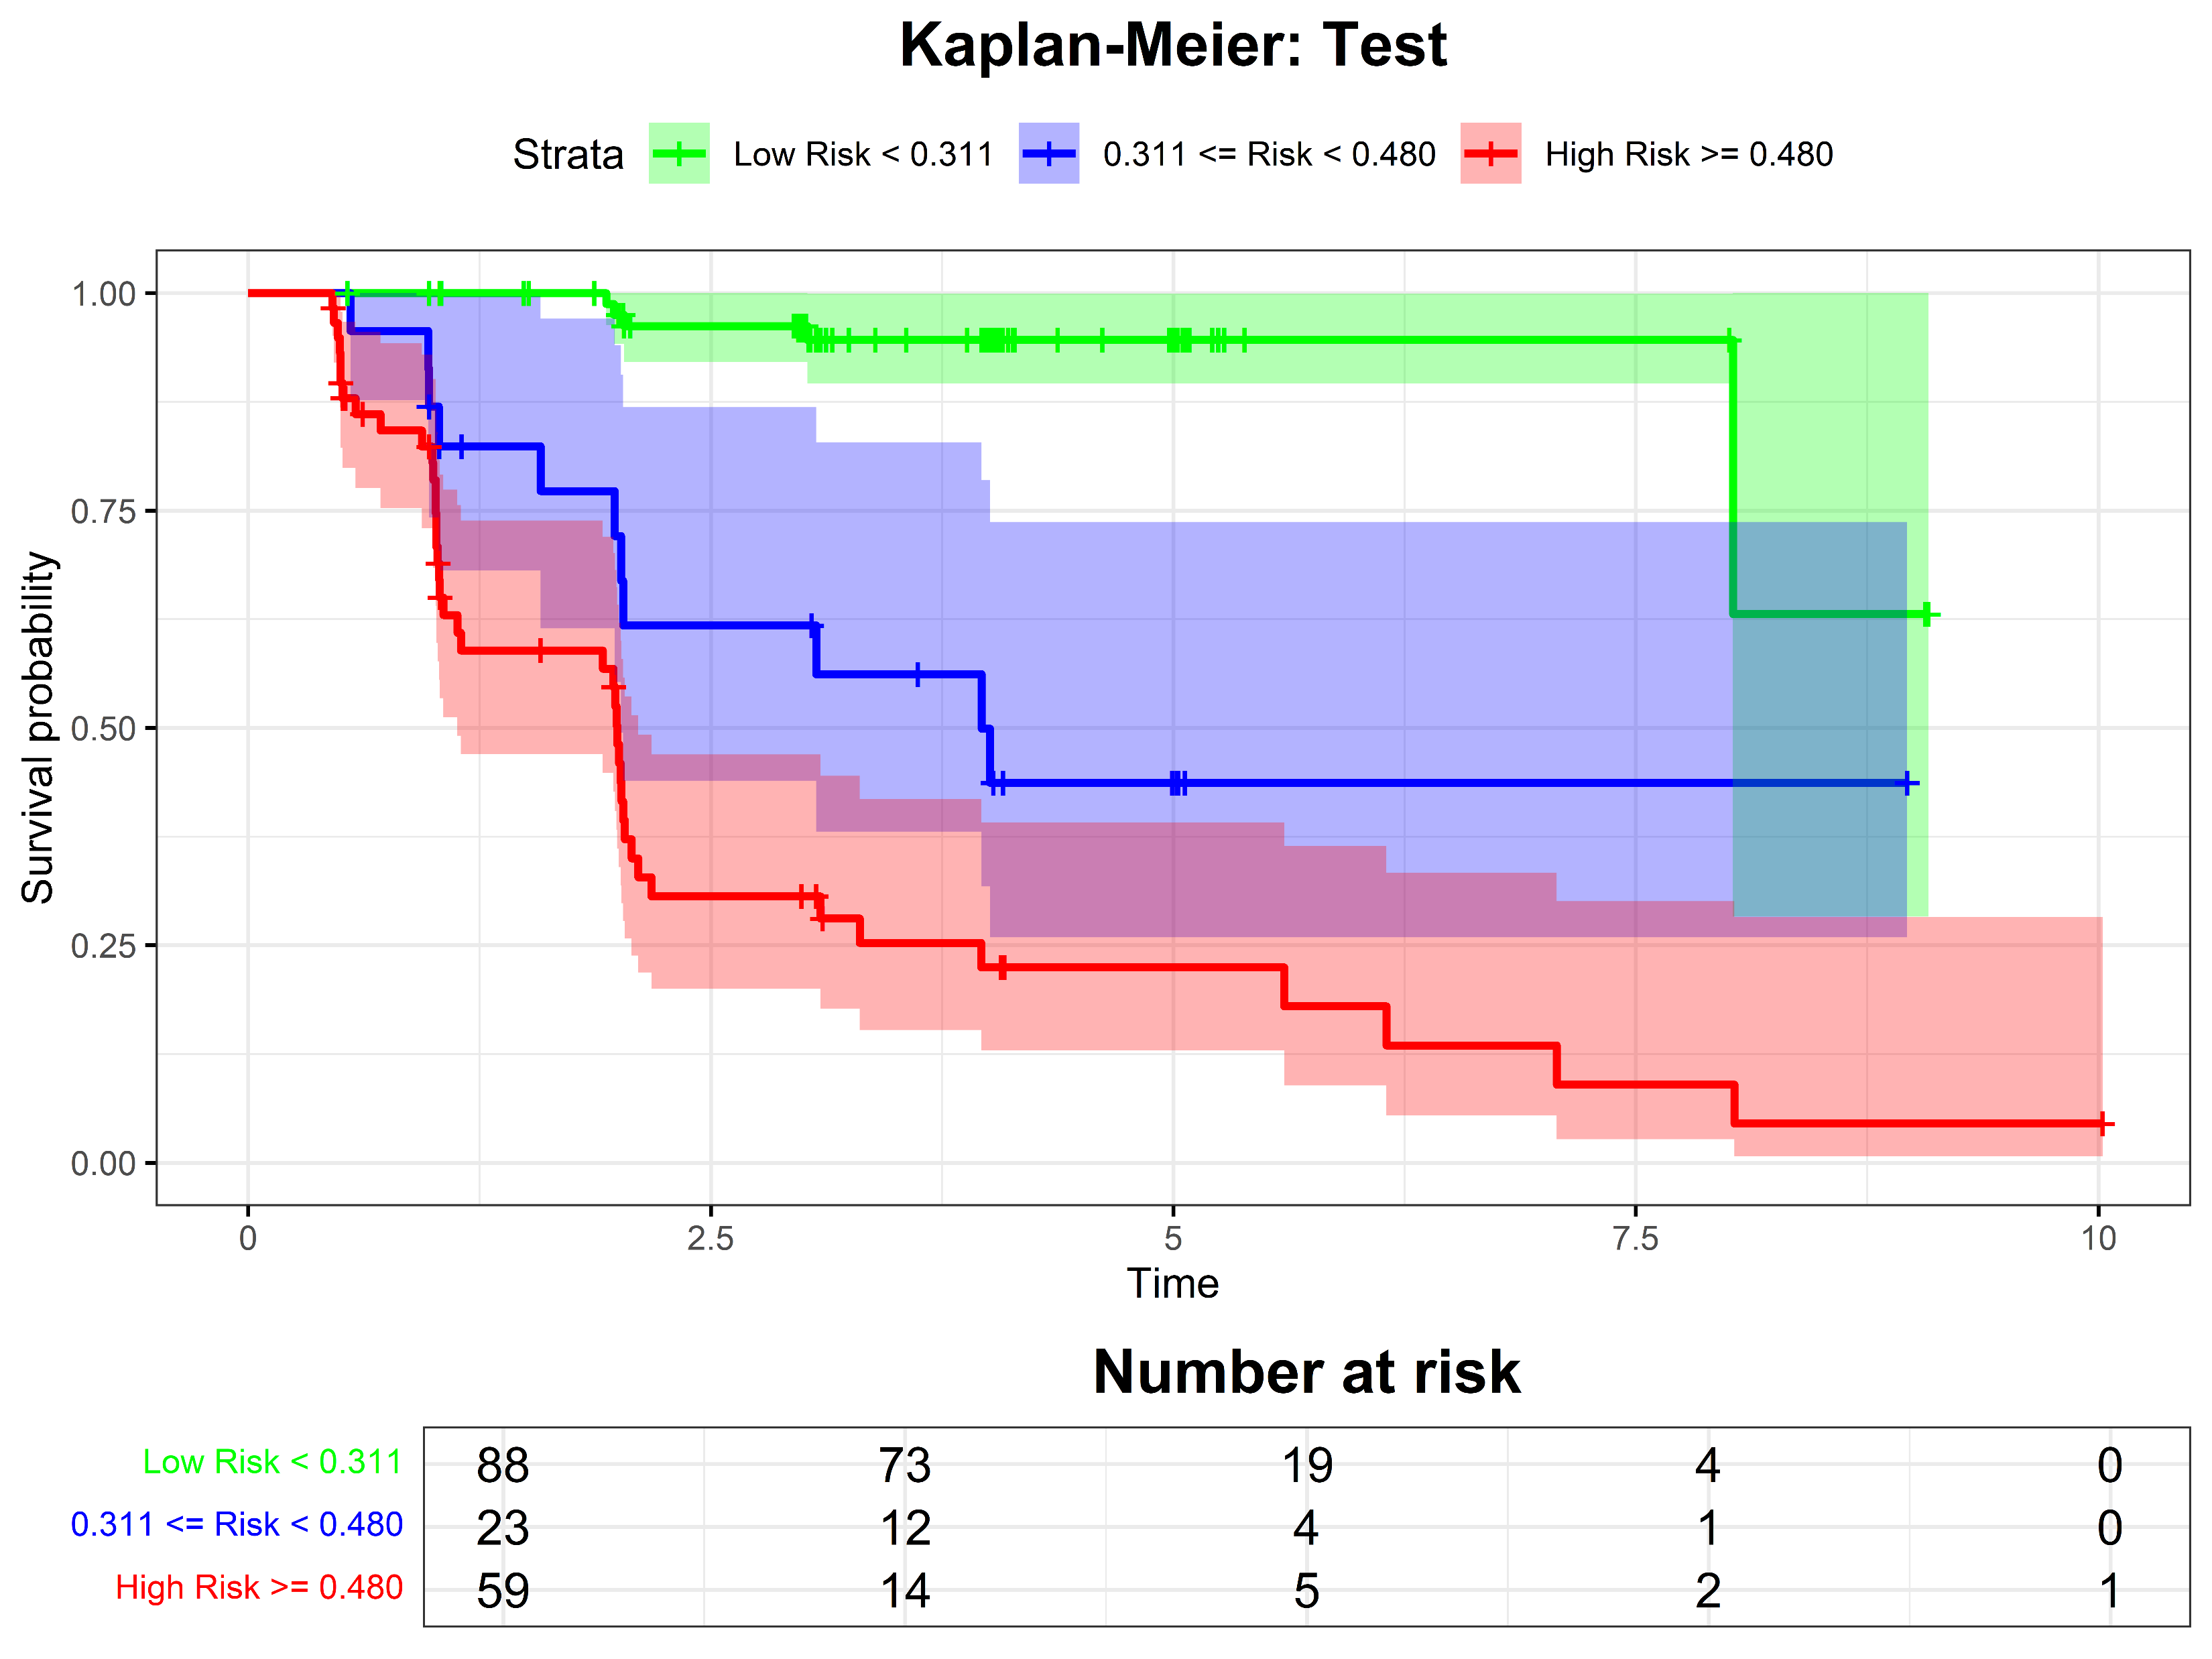 Kaplan-Meier: Test
Strata Low Risk < 0.311 0.311 <= Risk < 0.480 High Risk >= 0.480
1.00
0.75
0.50
0.25
0.00
Survival probability
0 2.5 5 7.5 10
Time
Number at risk
Low Risk < 0.311 88 73 19 4 0
0.311 <= Risk < 0.480 23 12 4 1 0
High Risk >= 0.480 59 14 5 2 1